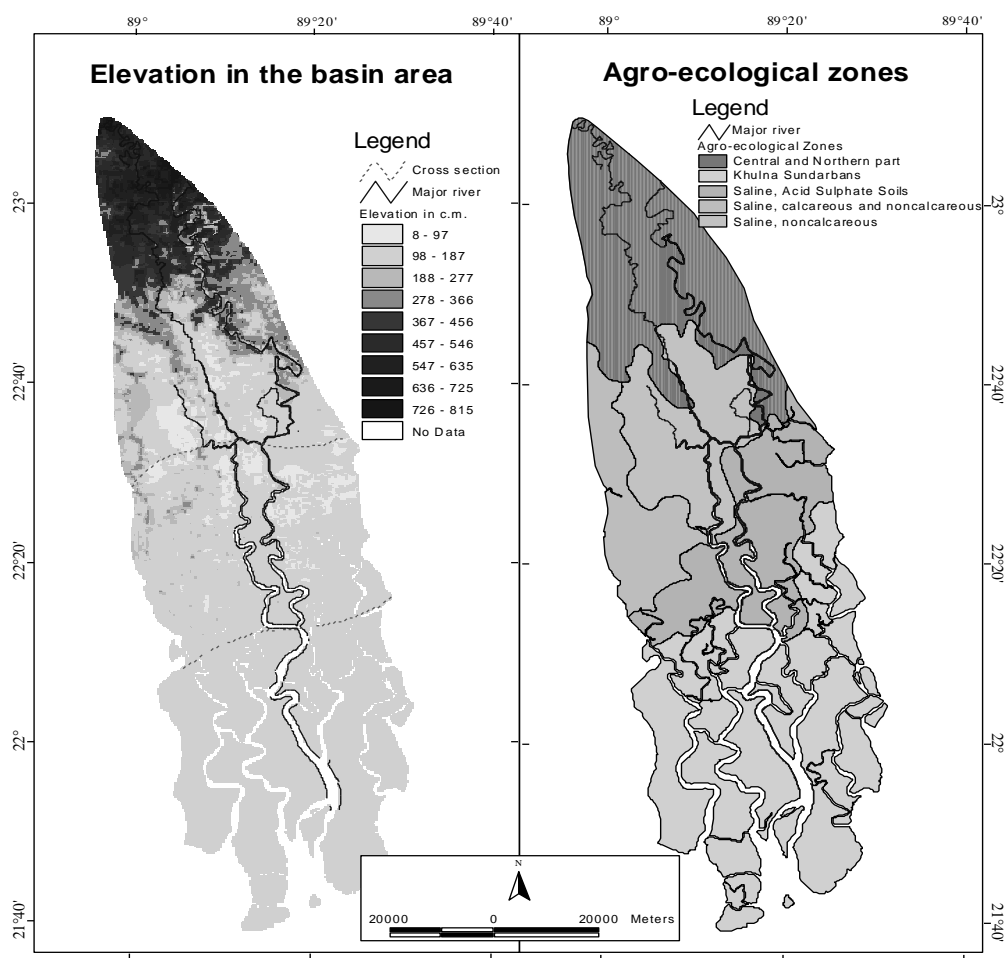 89° 89°20' 89°40' 89° 89°20' 89°40'
Elevation in the basin area
Legend
Cross section
Major river
Elevation in c.m.
8 - 97
98 - 187
188 - 277
278 - 366
367 - 456
457 - 546
547 - 635
636 - 725
726 - 815
No Data
Agro-ecological zones
Legend
Major river
Agro-ecological Zones
Central and Northern part
Khulna Sundarbans
Saline, Acid Sulphate Soils
Saline, calcareous and noncalcareous
Saline, noncalcareous
23°
22°40'
22°20'
22°
21°40'
23°
22°40'
22°20'
22°
21°40'
N
20000 0 20000 Meters